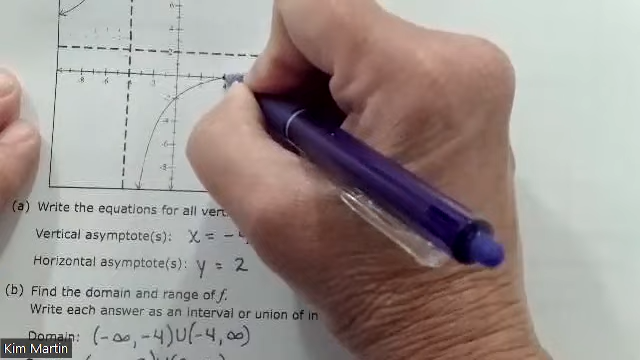 (a) Write the equations for all
Vertical asymptote(s): x = -4
Horizontal asymptote(s): y = 2
(b) Find the domain and range of f.
Write each answer as an interval or union of in
Domain: (-∞, -4) ∪ (-4, ∞)
Kim Martin